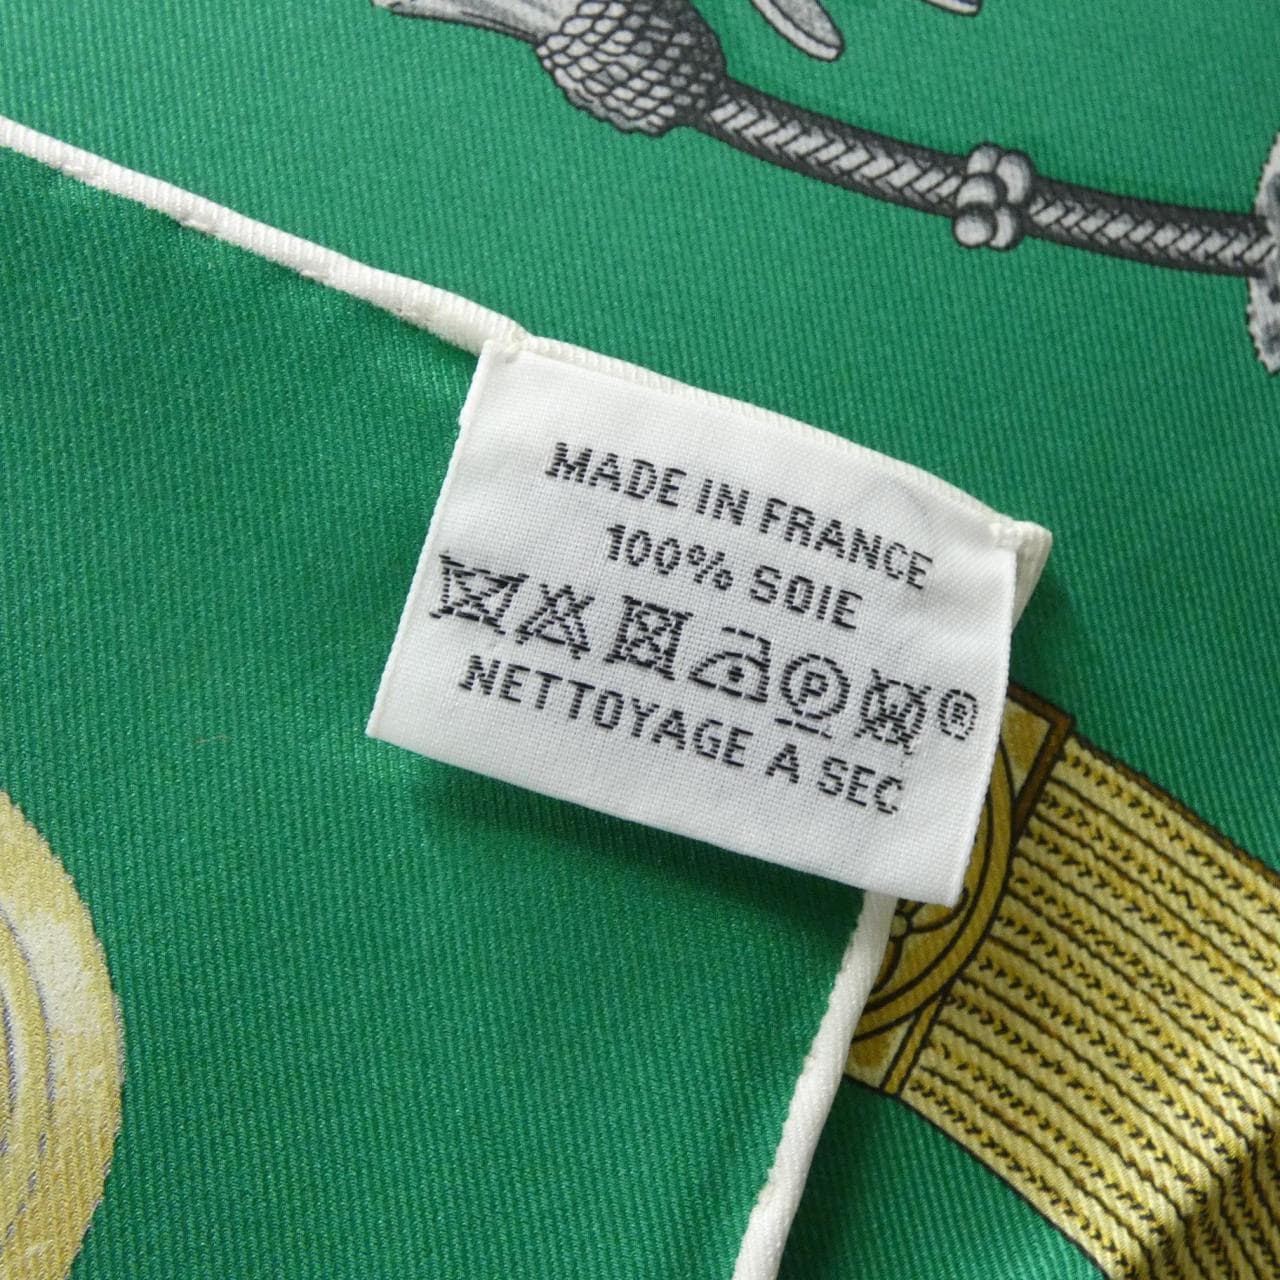 MADE IN FRANCE
100% SOIE
P ®
NETTOYAGE A SEC